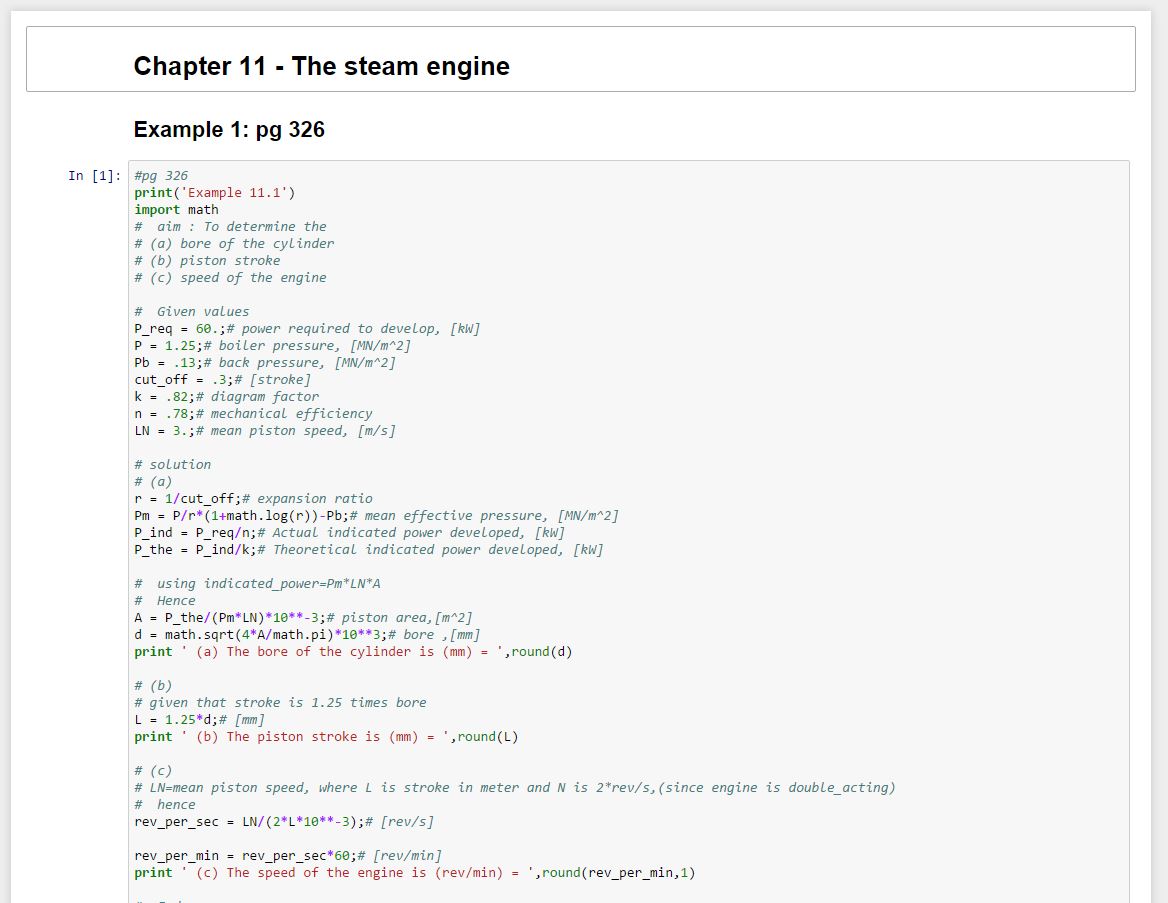 Chapter 11 - The steam engine
Example 1: pg 326
In [1]: #pg 326
print('Example 11.1')
import math
#  aim : To determine the
# (a) bore of the cylinder
# (b) piston stroke
# (c) speed of the engine
#  Given values
P_req = 60.;# power required to develop, [kW]
P = 1.25;# boiler pressure, [MN/m^2]
Pb = .13;# back pressure, [MN/m^2]
cut_off = .3;# [stroke]
k = .82;# diagram factor
n = .78;# mechanical efficiency
LN = 3.;# mean piston speed, [m/s]
# solution
# (a)
r = 1/cut_off;# expansion ratio
Pm = P/r*(1+math.log(r))-Pb;# mean effective pressure, [MN/m^2]
P_ind = P_req/n;# Actual indicated power developed, [kW]
P_the = P_ind/k;# Theoretical indicated power developed, [kW]
#  using indicated_power=Pm*LN*A
#  Hence
A = P_the/(Pm*LN)*10**-3;# piston area,[m^2]
d = math.sqrt(4*A/math.pi)*10**3;# bore ,[mm]
print ' (a) The bore of the cylinder is (mm) = ',round(d)
# (b)
# given that stroke is 1.25 times bore
L = 1.25*d;# [mm]
print ' (b) The piston stroke is (mm) = ',round(L)
# (c)
# LN=mean piston speed, where L is stroke in meter and N is 2*rev/s,(since engine is double_acting)
#  hence
rev_per_sec = LN/(2*L*10**-3);# [rev/s]
rev_per_min = rev_per_sec*60;# [rev/min]
print ' (c) The speed of the engine is (rev/min) = ',round(rev_per_min,1)